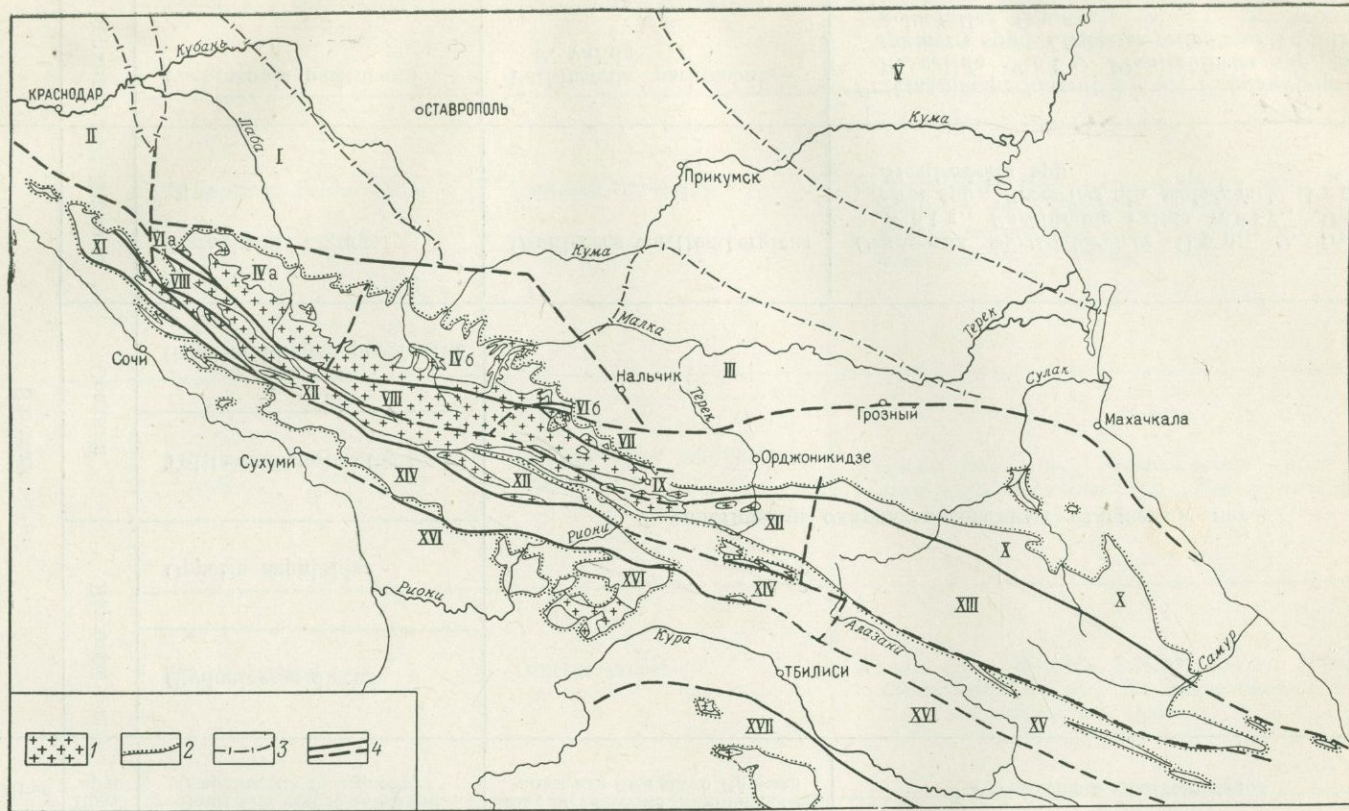 Кубань
КРАСНОДАР
СТАВРОПОЛЬ
V
II
Лаба
I
Кума
Прикумск
XI
VIа
VIII
IVа
Кума
Малка
Терек
Сочи
IVб
III
Сулак
Нальчик
XII
VIII
VIб
Терек
Грозный
Махачкала
VII
Сухуми
Орджоникидзе
XIV
XII
IX
XII
X
XVI
Риони
XVI
XIV
XIII
X
Риони
Алазани
Самур
Кура
ТБИЛИСИ
XVI
XV
XVII
1
2
3
4